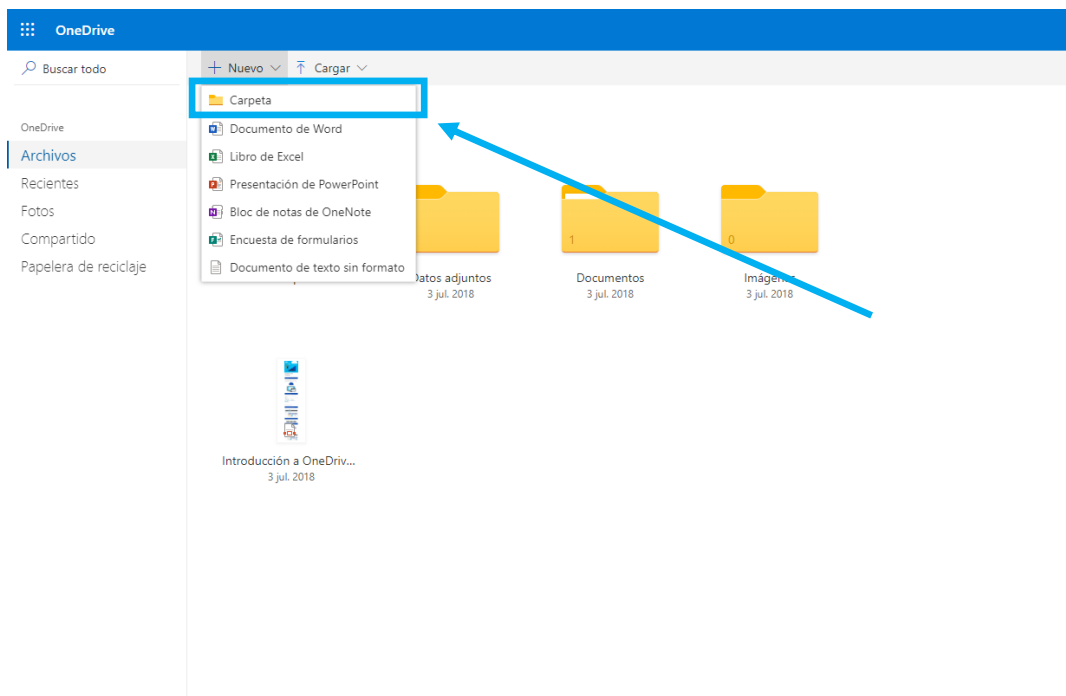 OneDrive
Buscar todo
Nuevo
Cargar
Carpeta
Documento de Word
Libro de Excel
Presentación de PowerPoint
Bloc de notas de OneNote
Encuesta de formularios
Documento de texto sin formato
OneDrive
Archivos
Recientes
Fotos
Compartido
Papelera de reciclaje
1
0
Datos adjuntos
3 jul. 2018
Documentos
3 jul. 2018
Imágenes
3 jul. 2018
Introducción a OneDriv...
3 jul. 2018